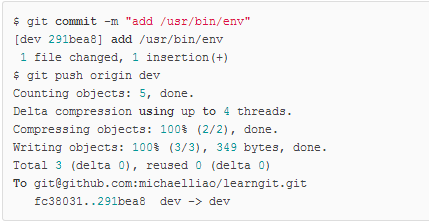 $ git commit -m "add /usr/bin/env"
[dev 291bea8] add /usr/bin/env
1 file changed, 1 insertion(+)
$ git push origin dev
Counting objects: 5, done.
Delta compression using up to 4 threads.
Compressing objects: 100% (2/2), done.
Writing objects: 100% (3/3), 349 bytes, done.
Total 3 (delta 0), reused 0 (delta 0)
To git@github.com:michaelliao/learngit.git
fc38031..291bea8  dev -> dev